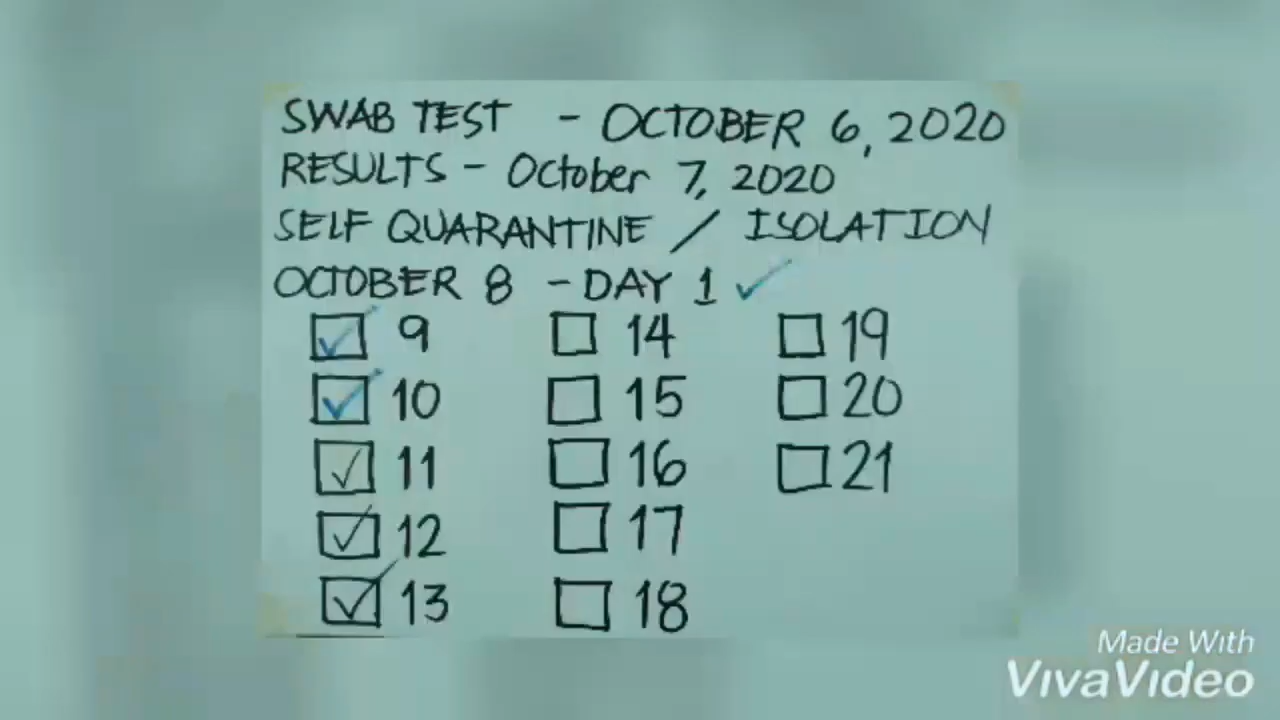 SWAB TEST - OCTOBER 6, 2020
RESULTS - October 7, 2020
SELF QUARANTINE / ISOLATION
OCTOBER 8 - DAY 1 ✓
☑ 9 ☐ 14 ☐ 19
☑ 10 ☐ 15 ☐ 20
☑ 11 ☐ 16 ☐ 21
☑ 12 ☐ 17
☑ 13 ☐ 18
Made With
VivaVideo